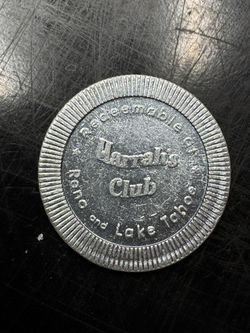 Redeemable at
Harrah's
Club
Reno and Lake Tahoe